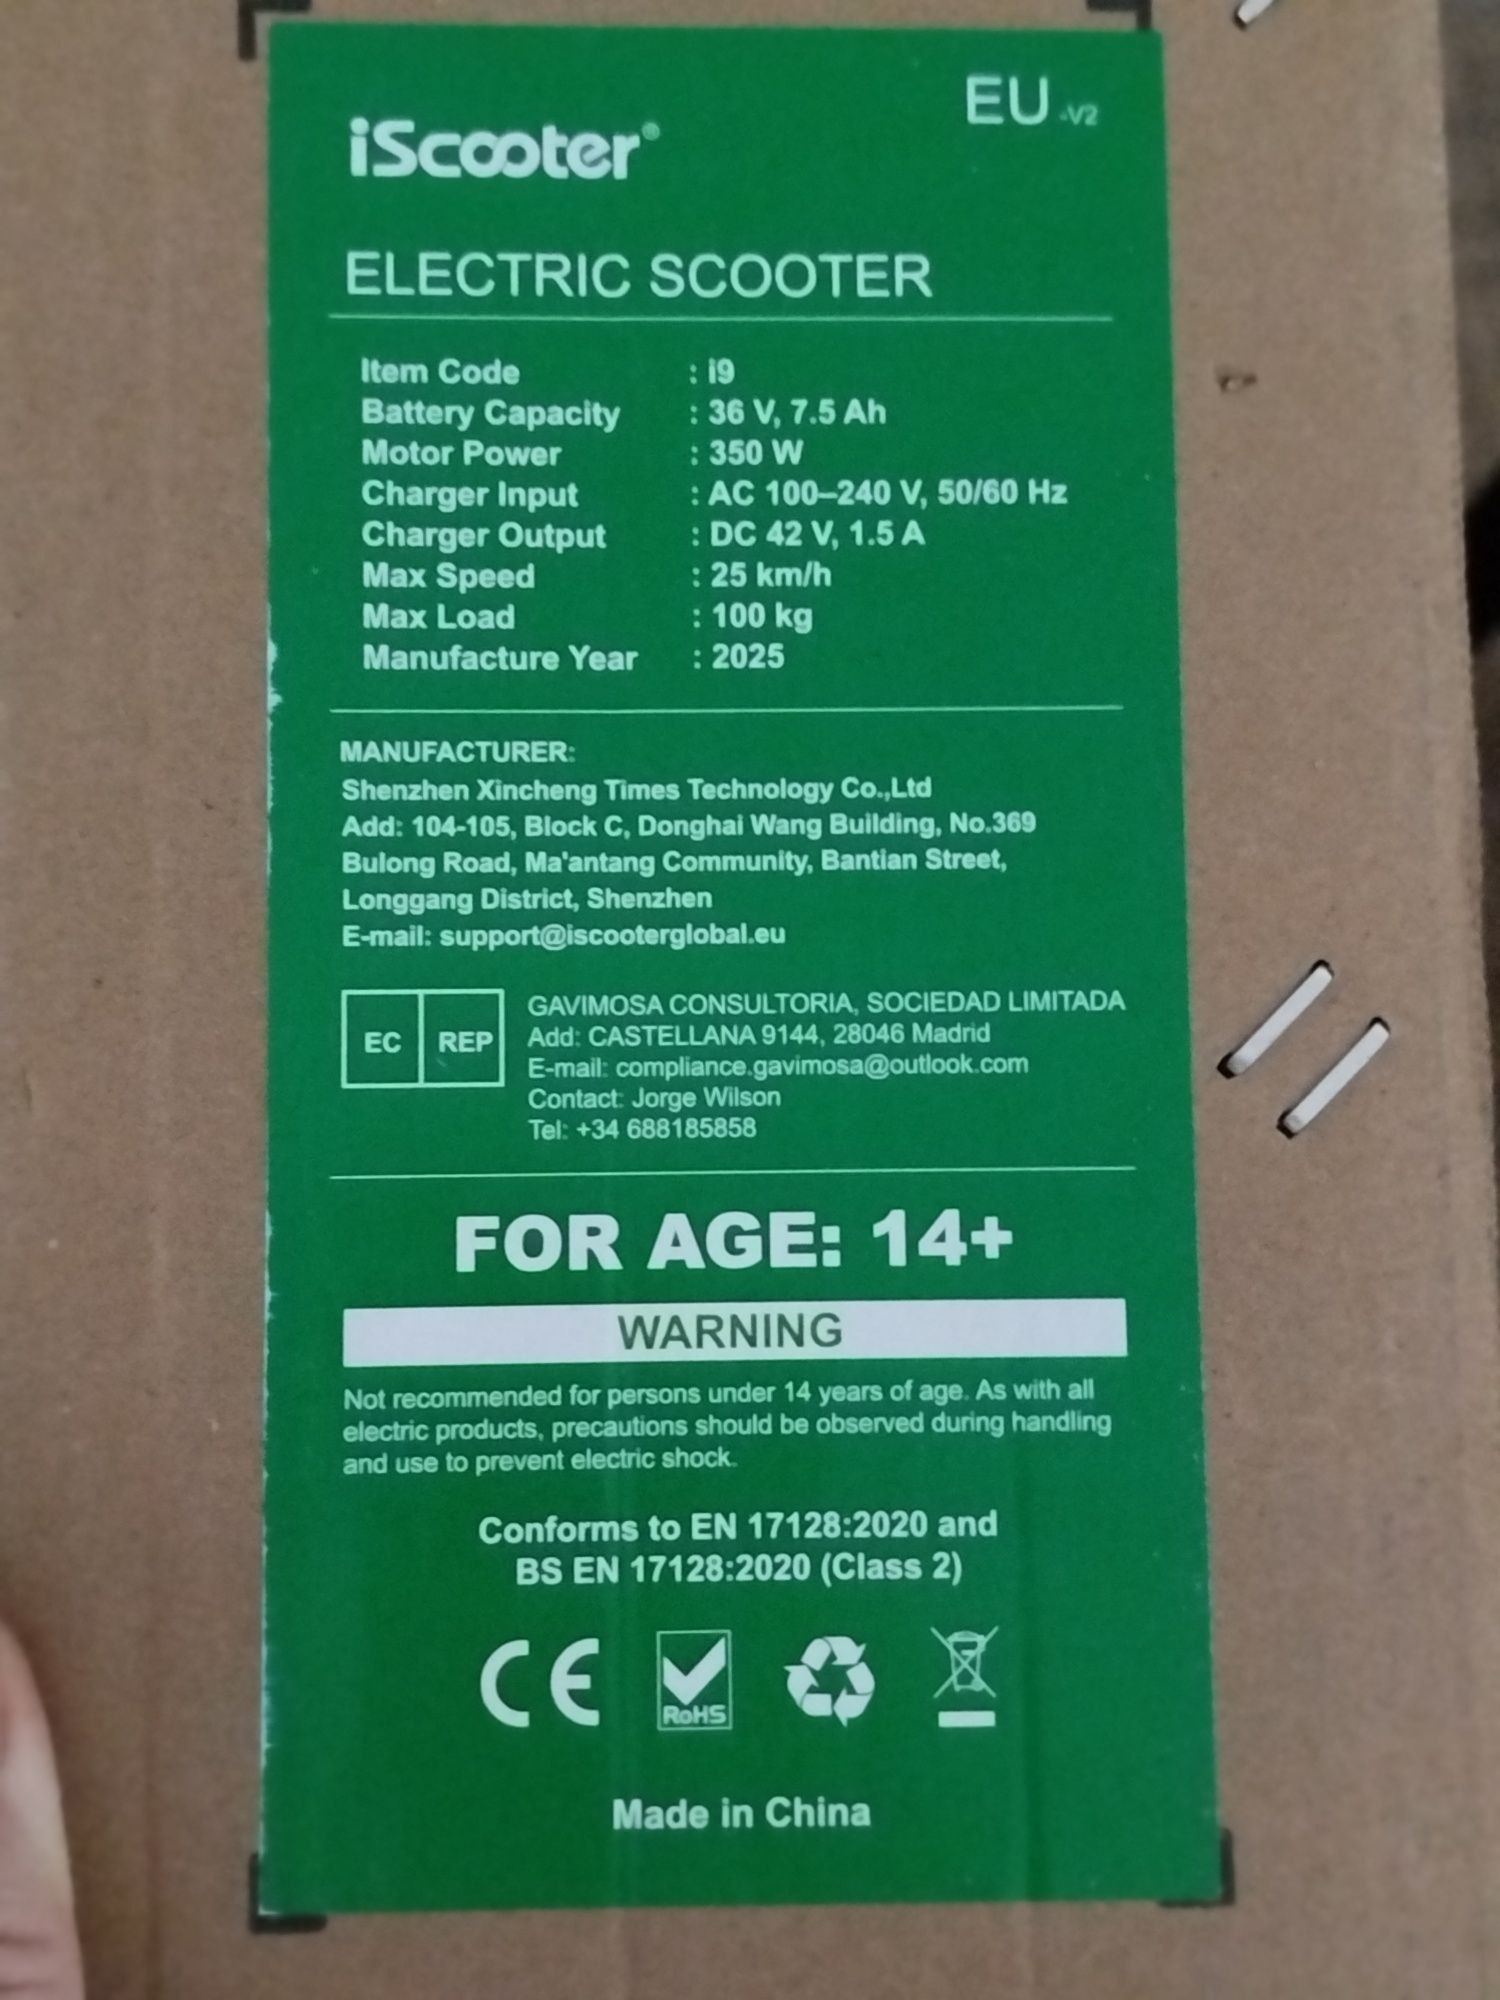 iScooter®
EU -V2
ELECTRIC SCOOTER
Item Code : i9
Battery Capacity : 36 V, 7.5 Ah
Motor Power : 350 W
Charger Input : AC 100–240 V, 50/60 Hz
Charger Output : DC 42 V, 1.5 A
Max Speed : 25 km/h
Max Load : 100 kg
Manufacture Year : 2025
MANUFACTURER:
Shenzhen Xincheng Times Technology Co.,Ltd
Add: 104-105, Block C, Donghai Wang Building, No.369
Bulong Road, Ma'antang Community, Bantian Street,
Longgang District, Shenzhen
E-mail: support@iscooterglobal.eu
EC REP
GAVIMOSA CONSULTORIA, SOCIEDAD LIMITADA
Add: CASTELLANA 9144, 28046 Madrid
E-mail: compliance.gavimosa@outlook.com
Contact: Jorge Wilson
Tel: +34 688185858
FOR AGE: 14+
WARNING
Not recommended for persons under 14 years of age. As with all
electric products, precautions should be observed during handling
and use to prevent electric shock.
Conforms to EN 17128:2020 and
BS EN 17128:2020 (Class 2)
CE
RoHS
Made in China